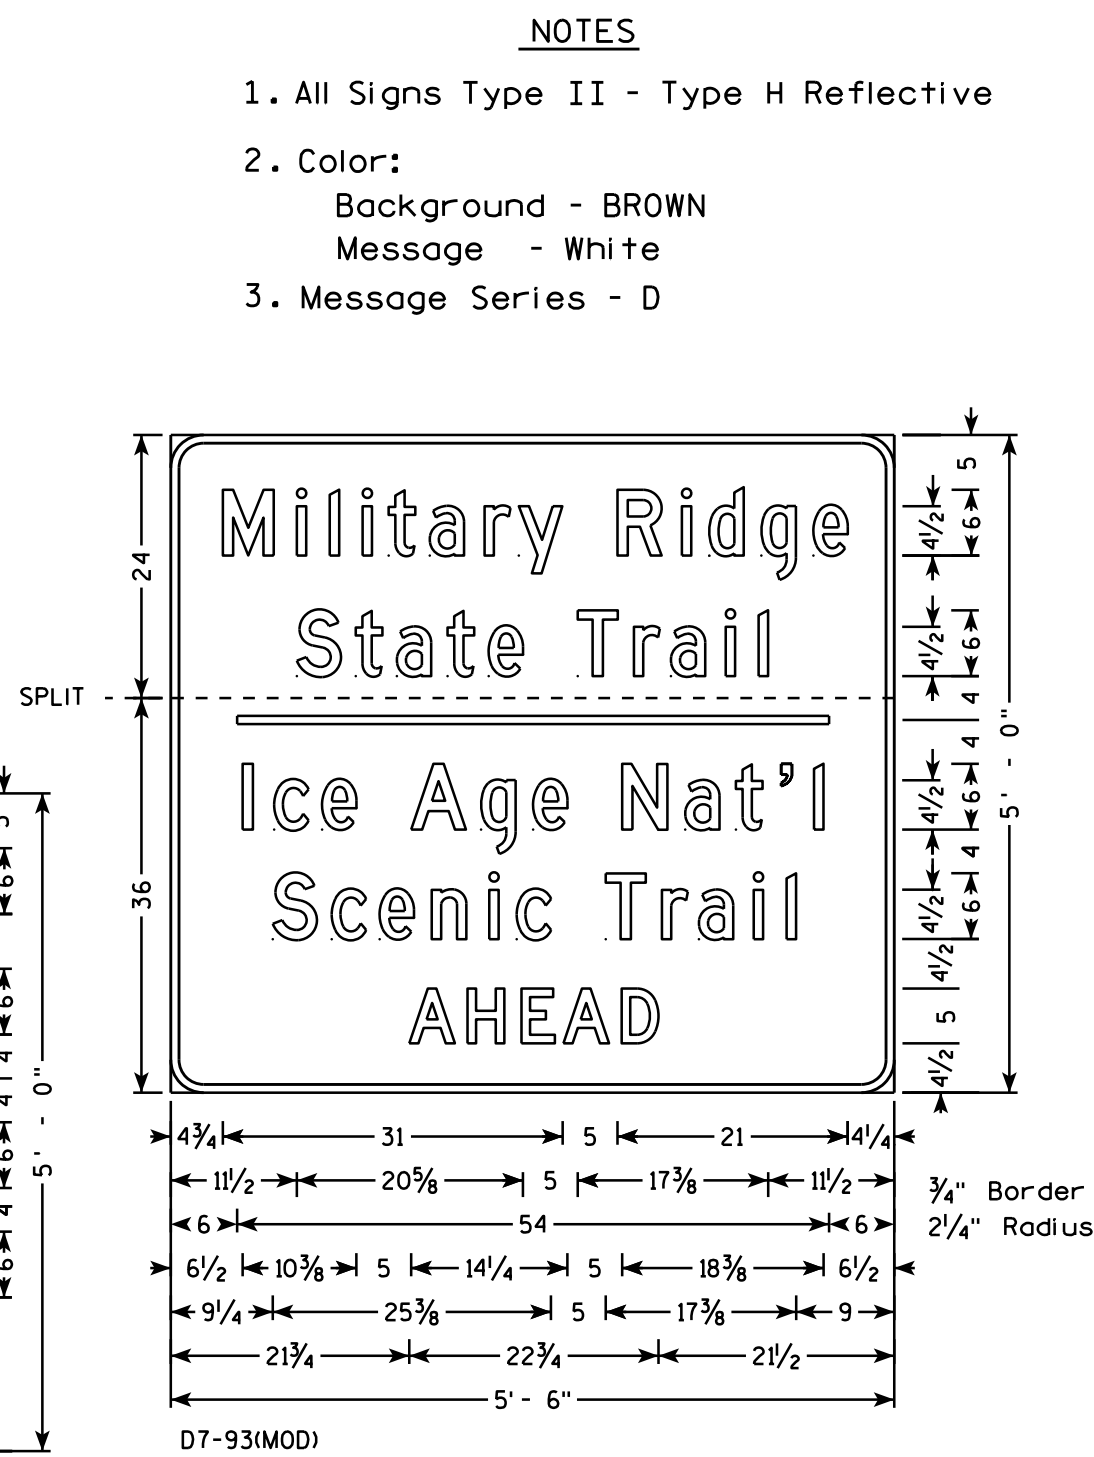 NOTES
1. All Signs Type II - Type H Reflective
2. Color:
Background - BROWN
Message - White
3. Message Series - D
Military Ridge
State Trail
SPLIT
Ice Age Nat'l
Scenic Trail
AHEAD
24
36
5
4½ 6
4½ 6
4
4
4½ 6
4
4½ 6
4½
5
4½
5' - 0"
5' - 0"
4¾ 31 5 21 4¼
11½ 20⅝ 5 17⅜ 11½
6 54 6
6½ 10⅜ 5 14¼ 5 18⅜ 6½
9¼ 25⅜ 5 17⅜ 9
21¾ 22¾ 21½
5' - 6"
¾" Border
2¼" Radius
D7-93(MOD)